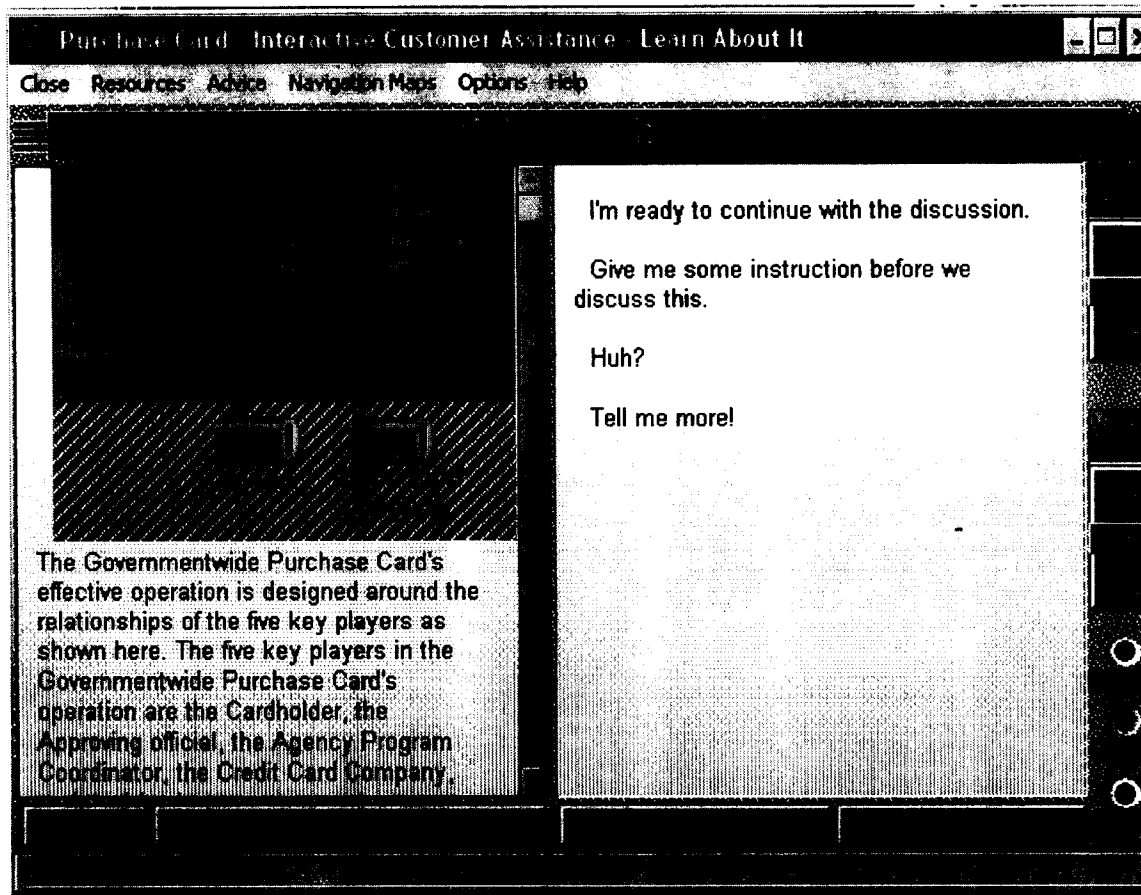 Purchase Card - Interactive Customer Assistance - Learn About It
Close Resources Advice Navigation Maps Options Help
The Governmentwide Purchase Card's
effective operation is designed around the
relationships of the five key players as
shown here. The five key players in the
Governmentwide Purchase Card's
operation are the Cardholder, the
Approving official, the Agency Program
Coordinator, the Credit Card Company,
I'm ready to continue with the discussion.
Give me some instruction before we
discuss this.
Huh?
Tell me more!